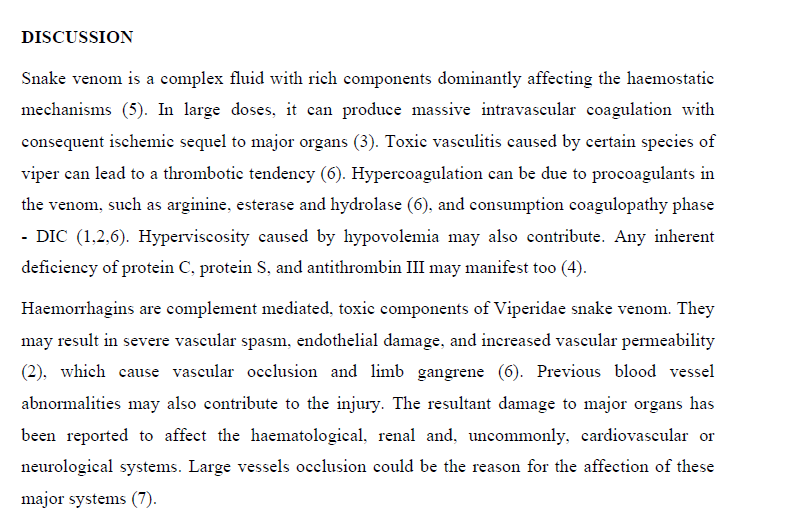 DISCUSSION
Snake venom is a complex fluid with rich components dominantly affecting the haemostatic
mechanisms (5). In large doses, it can produce massive intravascular coagulation with
consequent ischemic sequel to major organs (3). Toxic vasculitis caused by certain species of
viper can lead to a thrombotic tendency (6). Hypercoagulation can be due to procoagulants in
the venom, such as arginine, esterase and hydrolase (6), and consumption coagulopathy phase
- DIC (1,2,6). Hyperviscosity caused by hypovolemia may also contribute. Any inherent
deficiency of protein C, protein S, and antithrombin III may manifest too (4).
Haemorrhagins are complement mediated, toxic components of Viperidae snake venom. They
may result in severe vascular spasm, endothelial damage, and increased vascular permeability
(2), which cause vascular occlusion and limb gangrene (6). Previous blood vessel
abnormalities may also contribute to the injury. The resultant damage to major organs has
been reported to affect the haematological, renal and, uncommonly, cardiovascular or
neurological systems. Large vessels occlusion could be the reason for the affection of these
major systems (7).